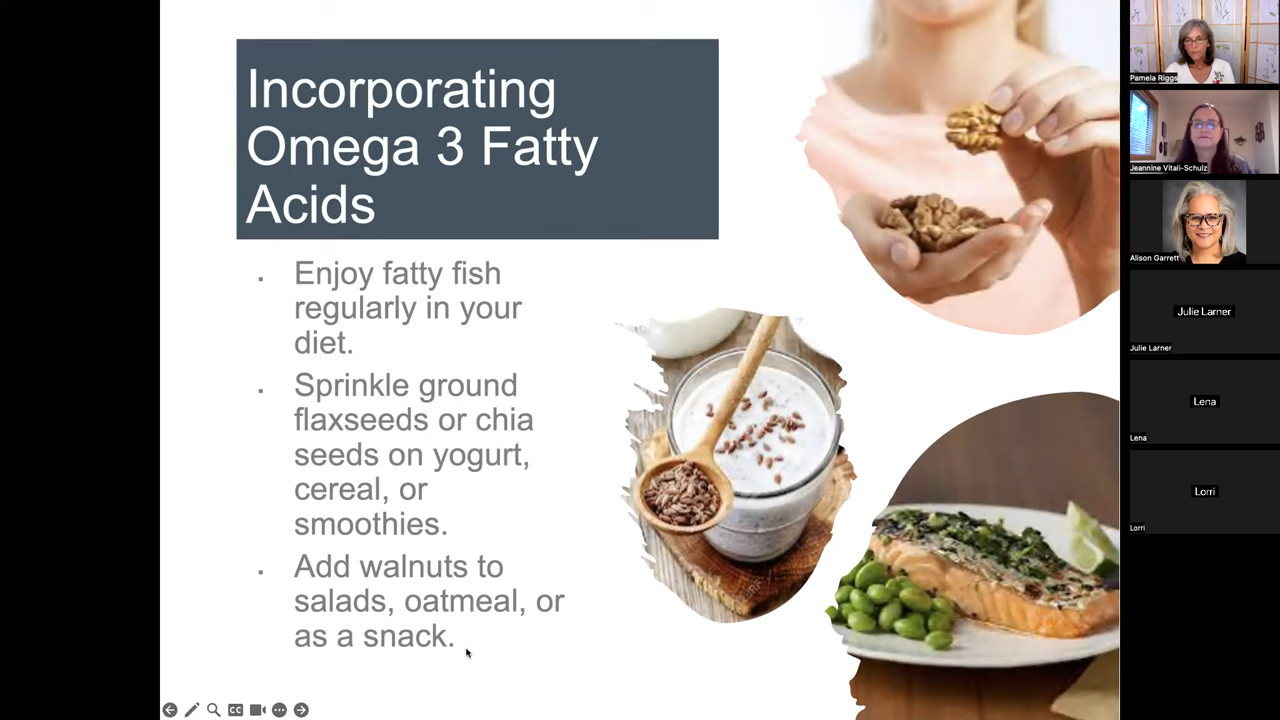 Incorporating
Omega 3 Fatty
Acids
▪ Enjoy fatty fish
regularly in your
diet.
▪ Sprinkle ground
flaxseeds or chia
seeds on yogurt,
cereal, or
smoothies.
▪ Add walnuts to
salads, oatmeal, or
as a snack.
CC
Pamela Riggs
Jeannine Vitali-Schulz
Alison Garrett
Julie Larner
Julie Larner
Lena
Lena
Lorri
Lorri